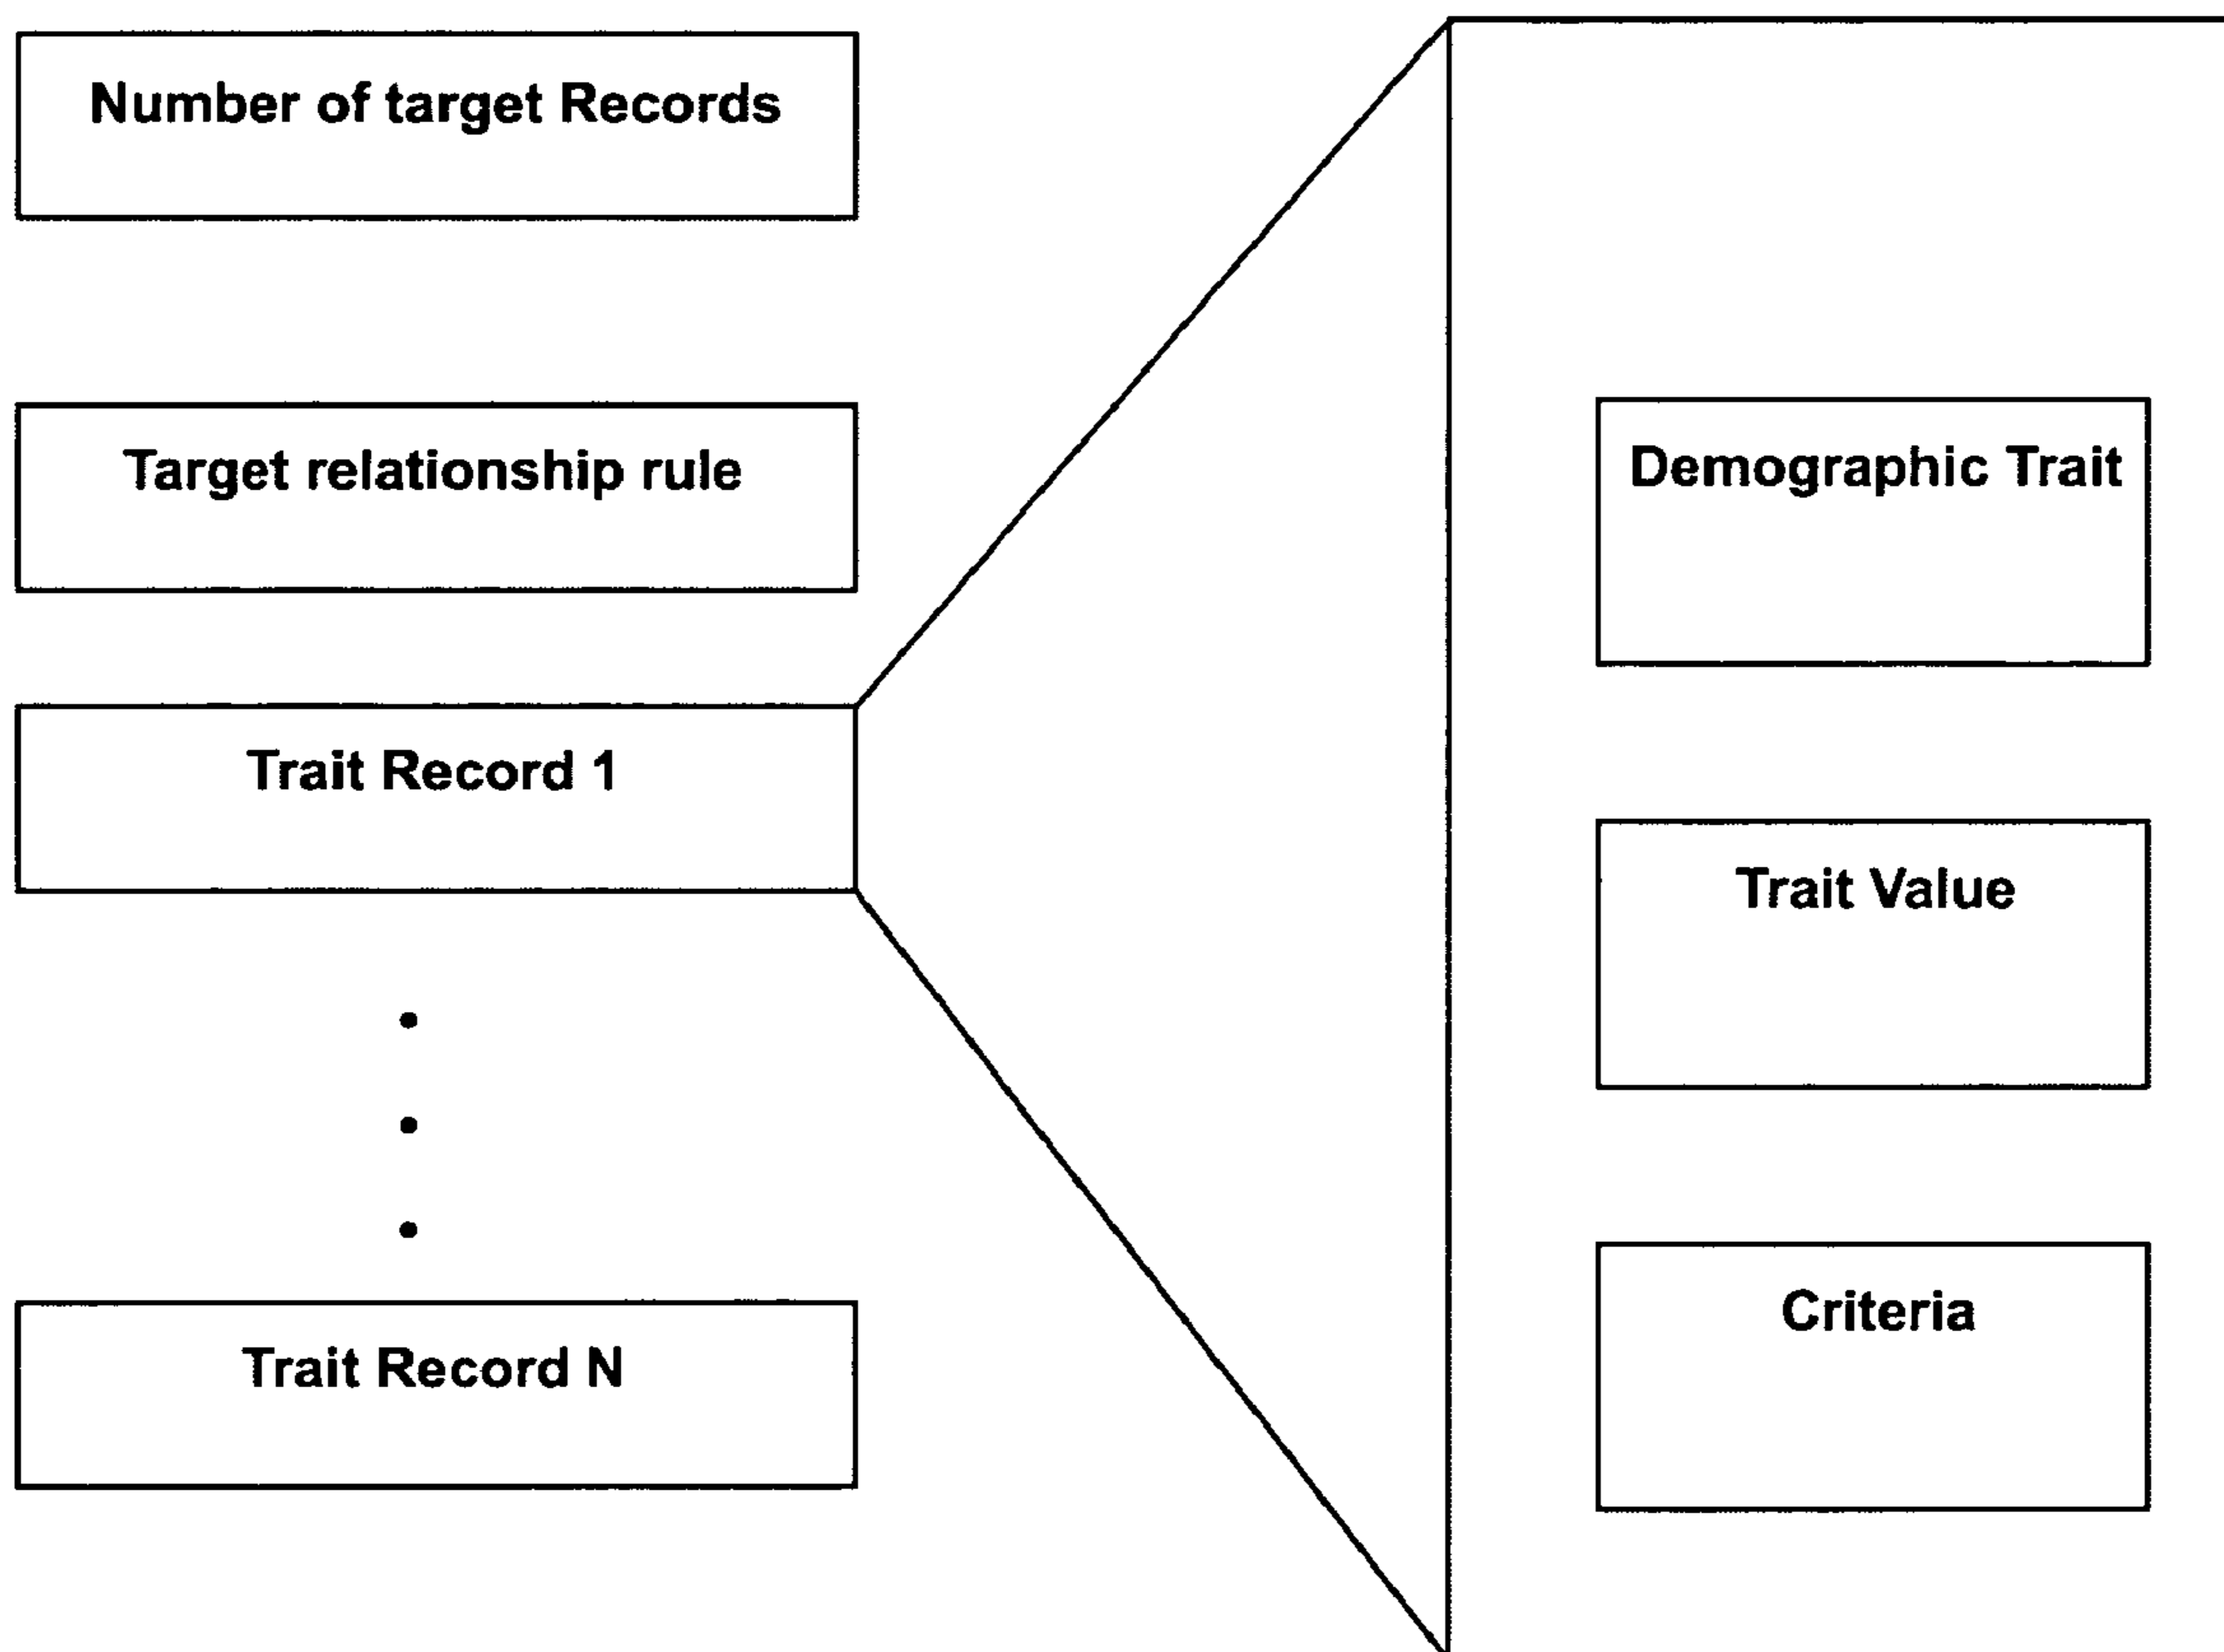 Number of target Records
Target relationship rule
Trait Record 1
Trait Record N
Demographic Trait
Trait Value
Criteria